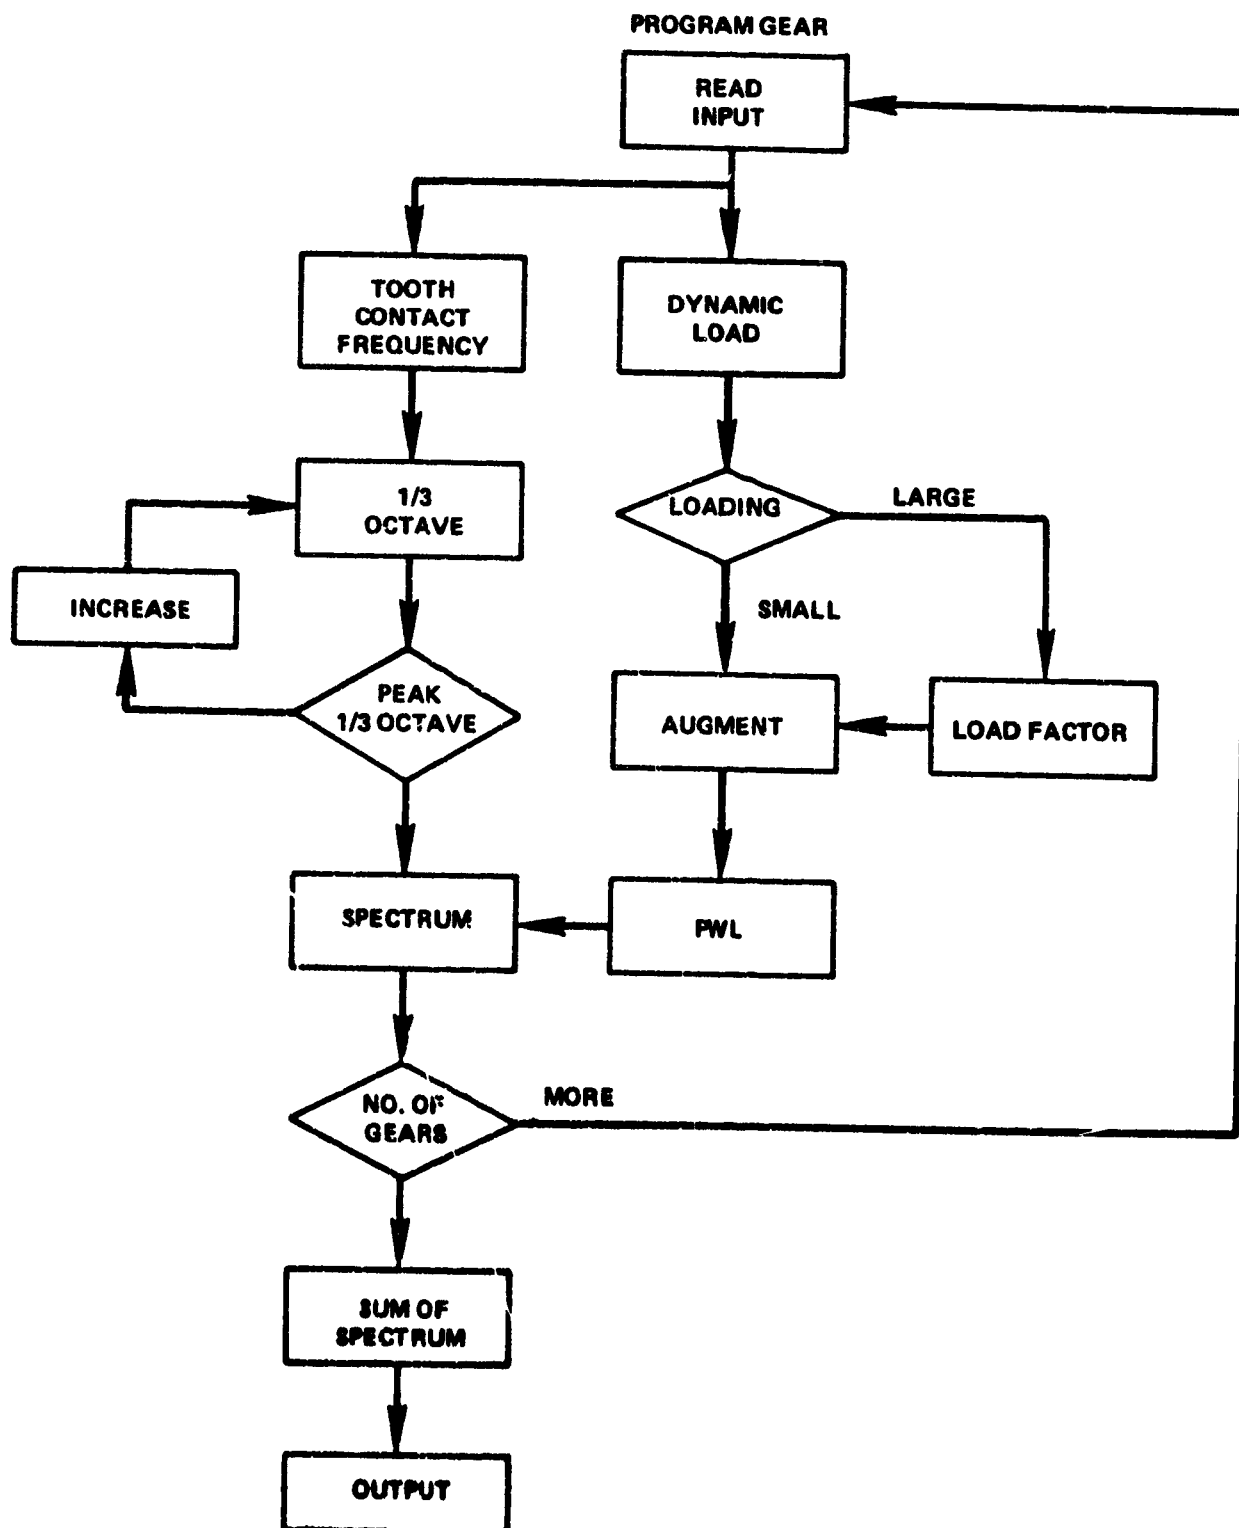 PROGRAM GEAR
READ
INPUT
TOOTH
CONTACT
FREQUENCY
DYNAMIC
LOAD
1/3
OCTAVE
LOADING
LARGE
INCREASE
SMALL
PEAK
1/3 OCTAVE
AUGMENT
LOAD FACTOR
SPECTRUM
PWL
NO. OF
GEARS
MORE
SUM OF
SPECTRUM
OUTPUT